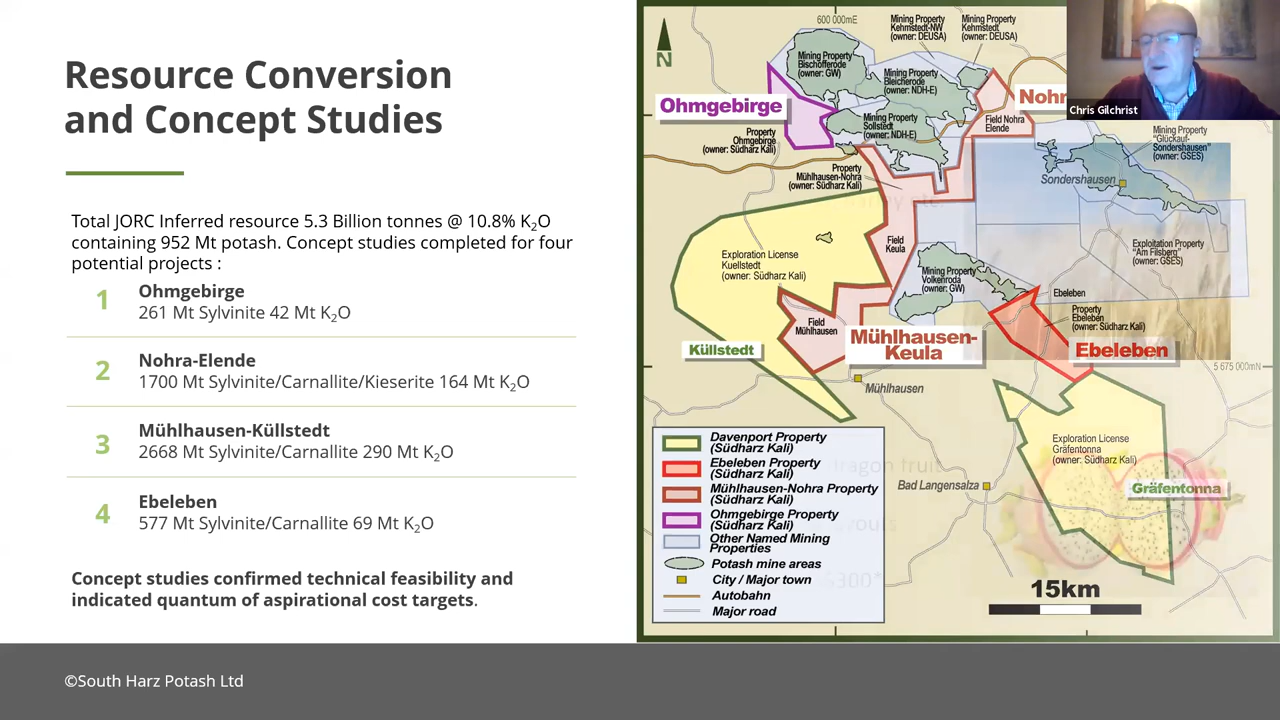 Resource Conversion
and Concept Studies
Total JORC Inferred resource 5.3 Billion tonnes @ 10.8% K₂O
containing 952 Mt potash. Concept studies completed for four
potential projects :
1
Ohmgebirge
261 Mt Sylvinite 42 Mt K₂O
2
Nohra-Elende
1700 Mt Sylvinite/Carnallite/Kieserite 164 Mt K₂O
3
Mühlhausen-Küllstedt
2668 Mt Sylvinite/Carnallite 290 Mt K₂O
4
Ebeleben
577 Mt Sylvinite/Carnallite 69 Mt K₂O
Concept studies confirmed technical feasibility and
indicated quantum of aspirational cost targets.
©South Harz Potash Ltd
N
600 000mE
Mining Property
Kehmstedt-NW
(owner: DEUSA)
Mining Property
Kehmstedt
(owner: DEUSA)
Chris Gilchrist
Mining Property
Bischofferode
(owner: GW)
Mining Property
Bleicherode
(owner: NDH-E)
Ohmgebirge
Nohr
Field Nohra
Elende
Mining Property
Sollstedt
(owner: NDH-E)
Property
Ohmgebirge
(owner: Südharz Kali)
Mining Property
"Glückauf-
Sondershausen"
(owner: GSES)
Property
Mühlhausen-Nohra
(owner: Südharz Kali)
Sondershausen
Field
Keula
Exploration License
Kuellstedt
(owner: Südharz Kali)
Exploitation Property
"Am Filsberg"
(owner: GSES)
Mining Property
Volkenroda
(owner: GW)
Ebeleben
Property
Ebeleben
(owner: Südharz Kali)
Field
Mühlhausen
Mühlhausen-
Keula
Küllstedt
Ebeleben
5 675 000mN
Mühlhausen
Davenport Property
(Südharz Kali)
Ebeleben Property
(Südharz Kali)
Mühlhausen-Nohra Property
(Südharz Kali)
Ohmgebirge Property
(Südharz Kali)
Other Named Mining
Properties
Potash mine areas
City / Major town
Autobahn
Major road
Exploration License
Gräfentonna
(owner: Südharz Kali)
dragon fruit
Bad Langensalza
Gräfentonna
15km